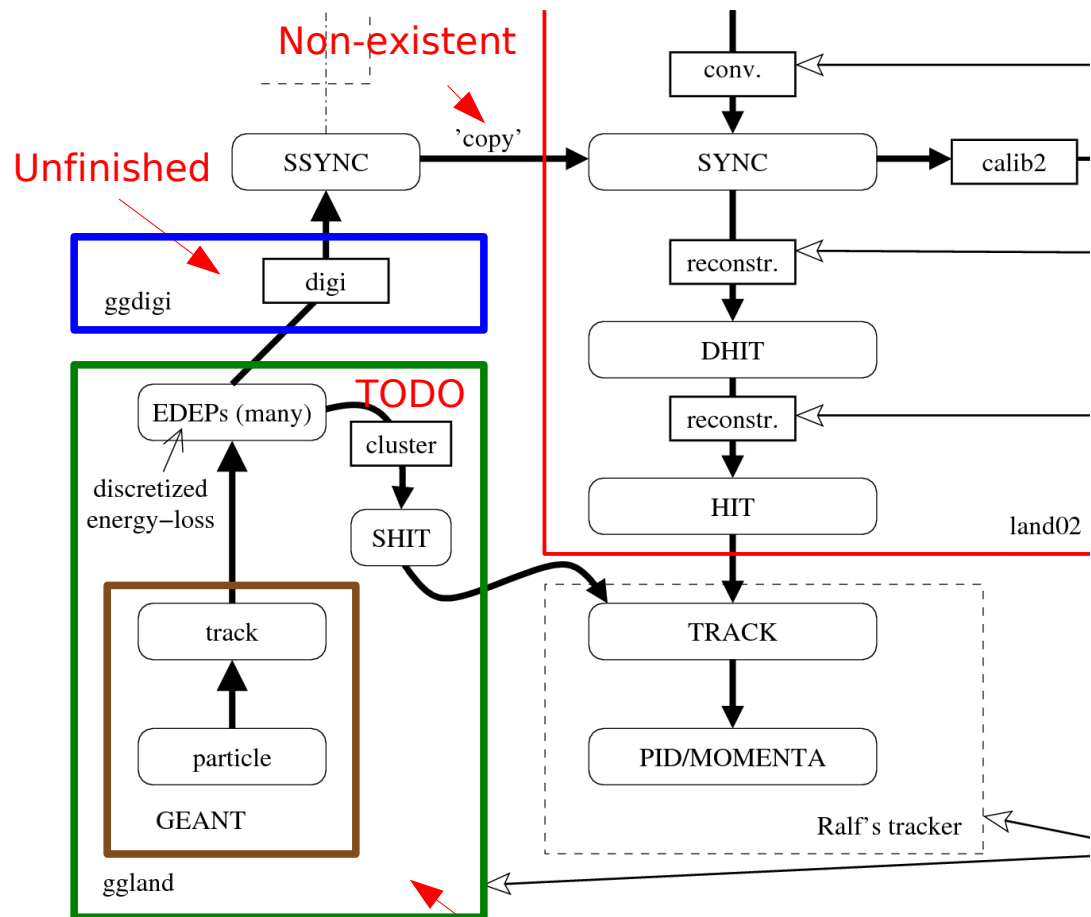 Non-existent
conv.
'copy'
SSYNC
SYNC
calib2
Unfinished
reconstr.
digi
ggdigi
DHIT
TODO
EDEPs (many)
reconstr.
cluster
discretized
energy−loss
HIT
land02
SHIT
track
TRACK
particle
PID/MOMENTA
GEANT
Ralf's tracker
ggland